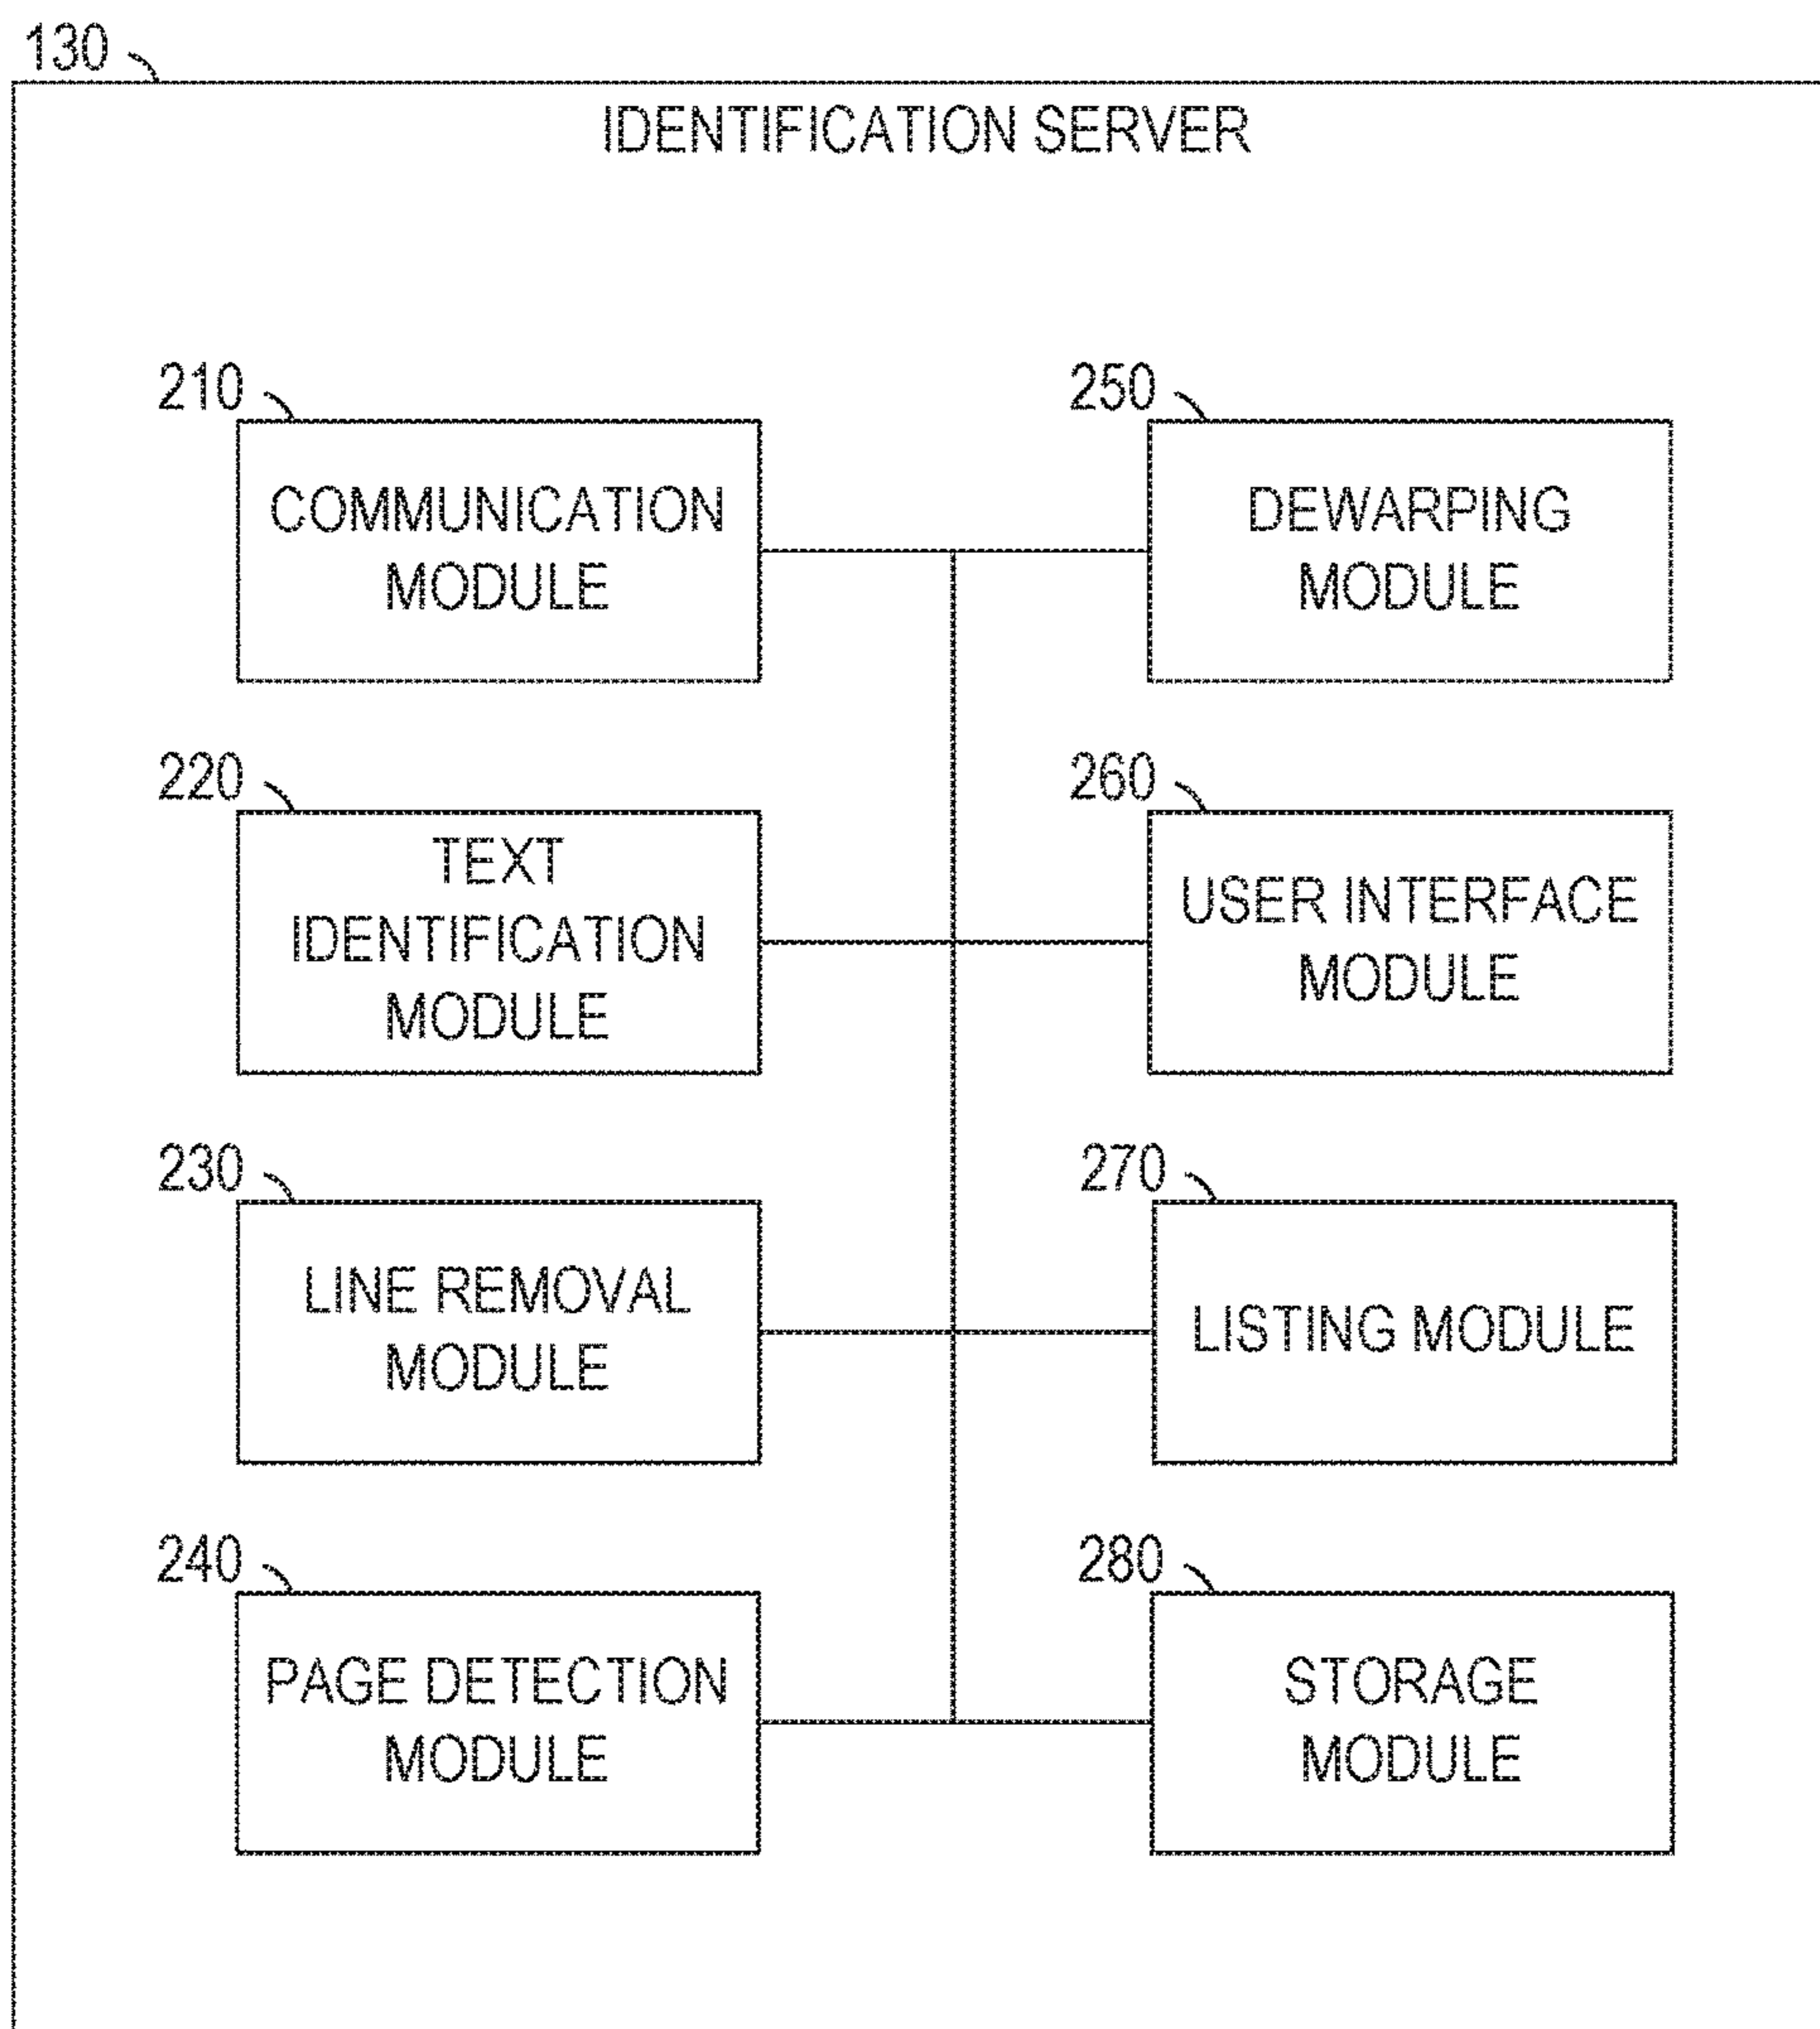 130
IDENTIFICATION SERVER
210
COMMUNICATION
MODULE
250
DEWARPING
MODULE
220
TEXT
IDENTIFICATION
MODULE
260
USER INTERFACE
MODULE
230
LINE REMOVAL
MODULE
270
LISTING MODULE
240
PAGE DETECTION
MODULE
280
STORAGE
MODULE